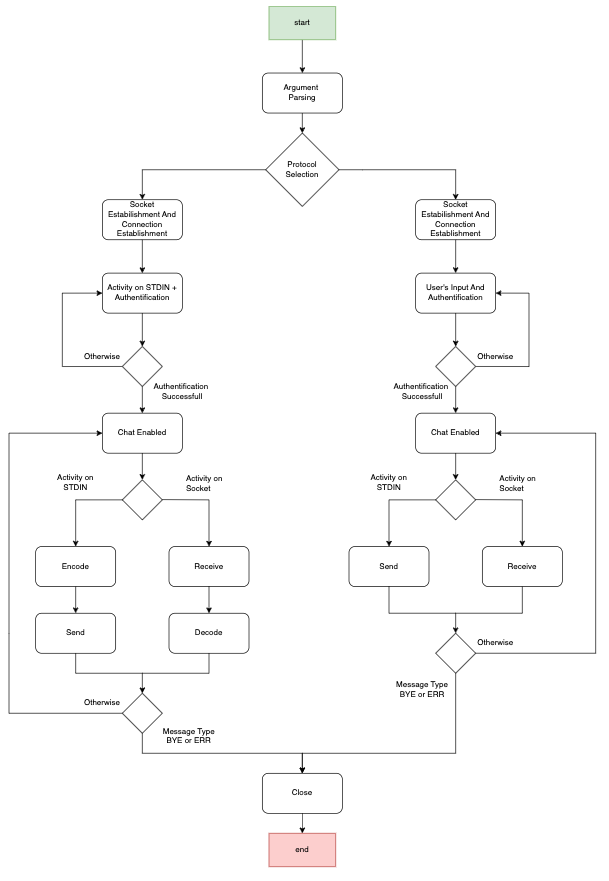 start
Argument
Parsing
Protocol
Selection
Socket
Estabilishment And
Connection
Establishment
Socket
Estabilishment And
Connection
Establishment
Activity on STDIN +
Authentification
User's Input And
Authentification
Otherwise
Otherwise
Authentification
Successfull
Authentification
Successfull
Chat Enabled
Chat Enabled
Activity on
STDIN
Activity on
Socket
Activity on
STDIN
Activity on
Socket
Encode
Receive
Send
Receive
Send
Decode
Otherwise
Message Type
BYE or ERR
Otherwise
Message Type
BYE or ERR
Close
end